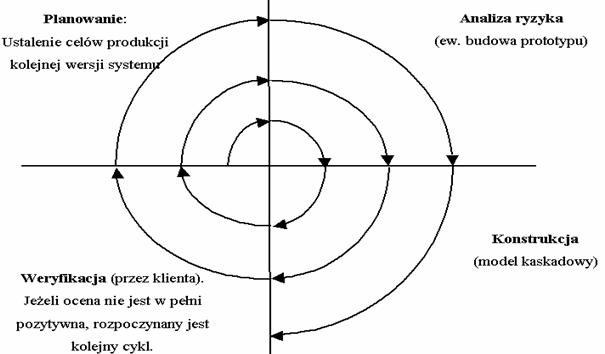 Planowanie:
Ustalenie celów produkcji
kolejnej wersji systemu
Analiza ryzyka
(ew. budowa prototypu)
Konstrukcja
(model kaskadowy)
Weryfikacja (przez klienta).
Jeżeli ocena nie jest w pełni
pozytywna, rozpoczynany jest
kolejny cykl.